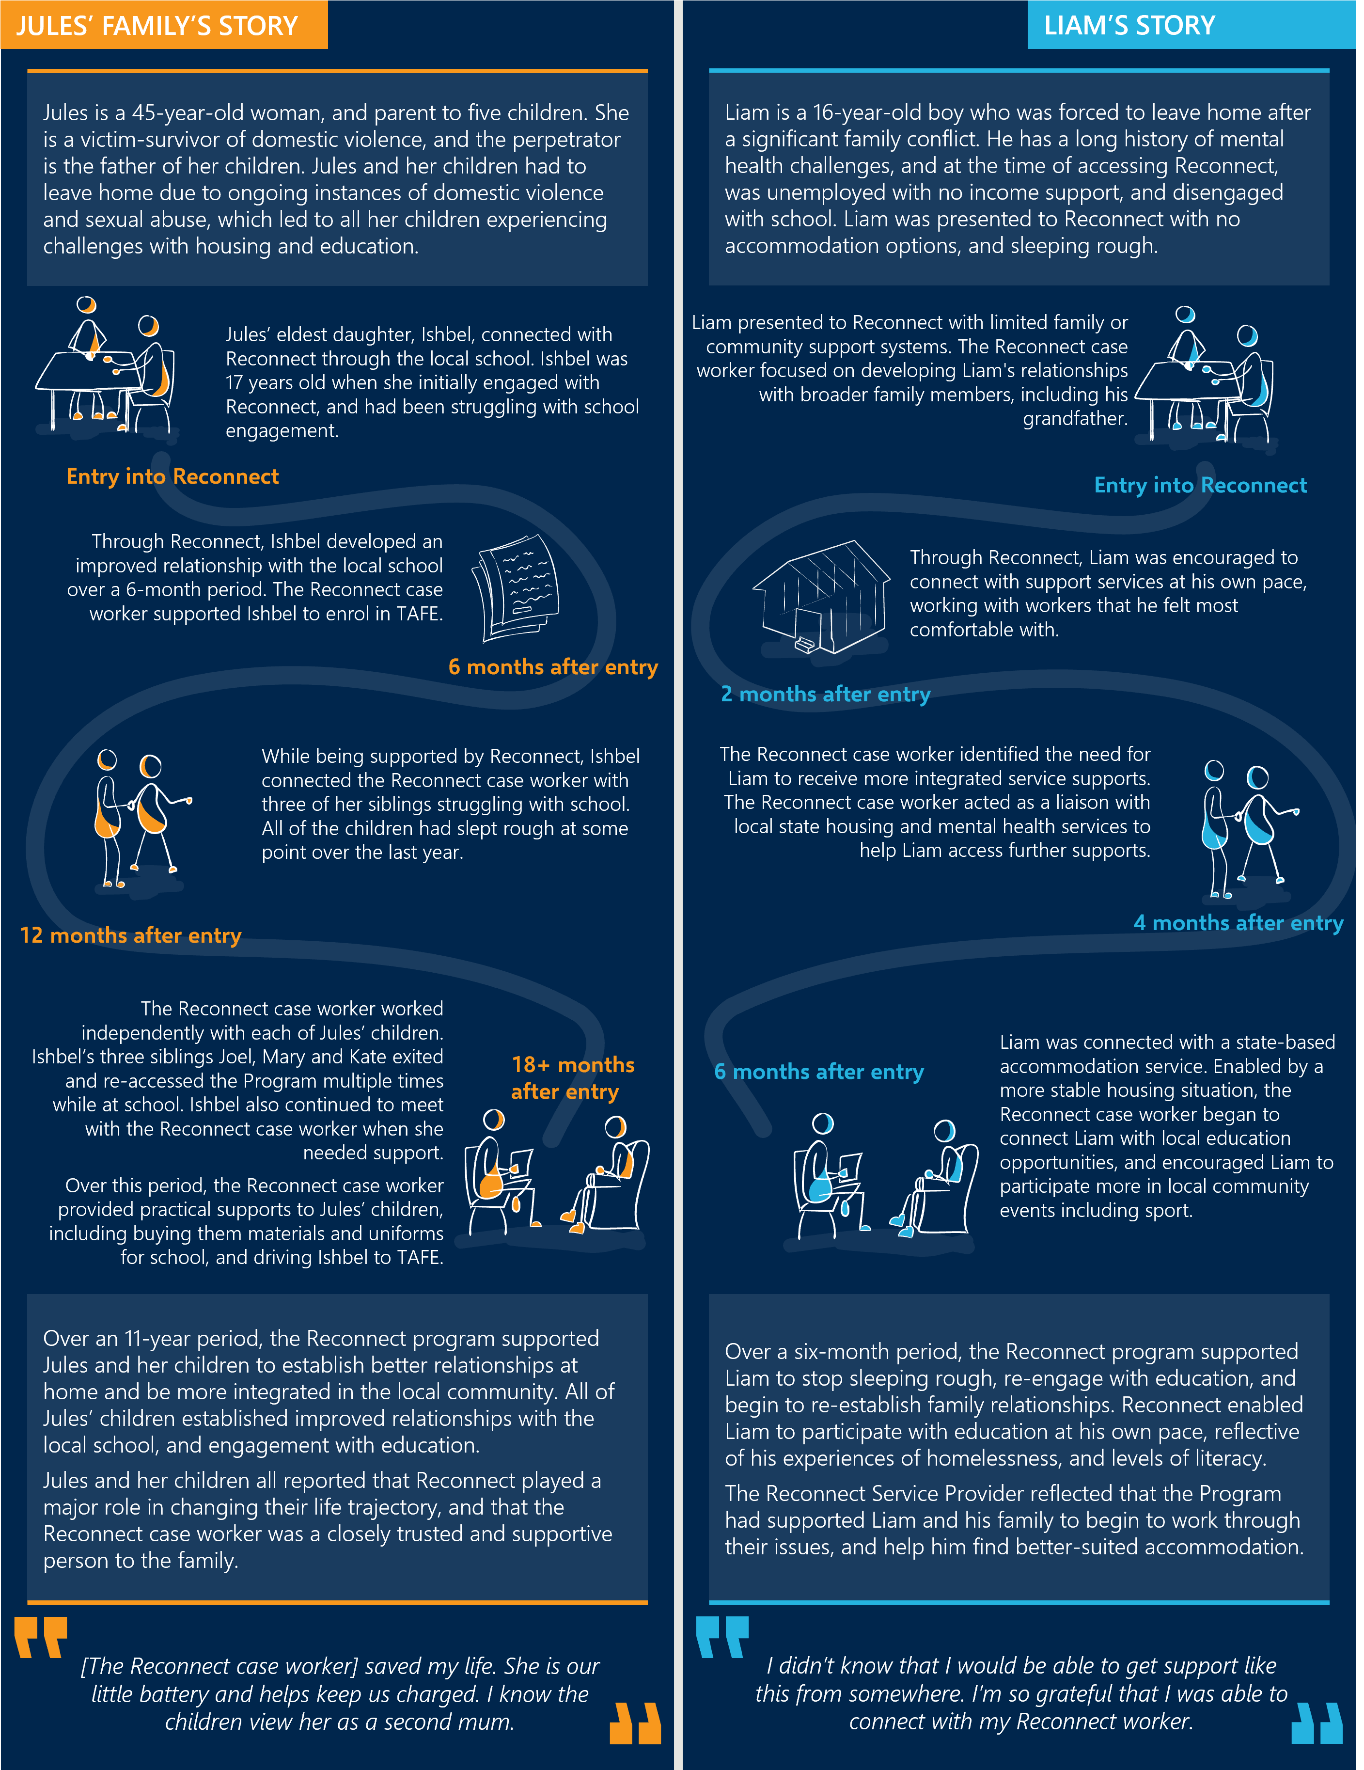 JULES’ FAMILY’S STORY
Jules is a 45-year-old woman, and parent to five children. She
is a victim-survivor of domestic violence, and the perpetrator
is the father of her children. Jules and her children had to
leave home due to ongoing instances of domestic violence
and sexual abuse, which led to all her children experiencing
challenges with housing and education.
Jules’ eldest daughter, Ishbel, connected with
Reconnect through the local school. Ishbel was
17 years old when she initially engaged with
Reconnect, and had been struggling with school
engagement.
Entry into Reconnect
Through Reconnect, Ishbel developed an
improved relationship with the local school
over a 6-month period. The Reconnect case
worker supported Ishbel to enrol in TAFE.
6 months after entry
While being supported by Reconnect, Ishbel
connected the Reconnect case worker with
three of her siblings struggling with school.
All of the children had slept rough at some
point over the last year.
12 months after entry
The Reconnect case worker worked
independently with each of Jules’ children.
Ishbel’s three siblings Joel, Mary and Kate exited
and re-accessed the Program multiple times
while at school. Ishbel also continued to meet
with the Reconnect case worker when she
needed support.
Over this period, the Reconnect case worker
provided practical supports to Jules’ children,
including buying them materials and uniforms
for school, and driving Ishbel to TAFE.
18+ months
after entry
Over an 11-year period, the Reconnect program supported
Jules and her children to establish better relationships at
home and be more integrated in the local community. All of
Jules’ children established improved relationships with the
local school, and engagement with education.
Jules and her children all reported that Reconnect played a
major role in changing their life trajectory, and that the
Reconnect case worker was a closely trusted and supportive
person to the family.
[The Reconnect case worker] saved my life. She is our
little battery and helps keep us charged. I know the
children view her as a second mum.
LIAM’S STORY
Liam is a 16-year-old boy who was forced to leave home after
a significant family conflict. He has a long history of mental
health challenges, and at the time of accessing Reconnect,
was unemployed with no income support, and disengaged
with school. Liam was presented to Reconnect with no
accommodation options, and sleeping rough.
Liam presented to Reconnect with limited family or
community support systems. The Reconnect case
worker focused on developing Liam's relationships
with broader family members, including his
grandfather.
Entry into Reconnect
Through Reconnect, Liam was encouraged to
connect with support services at his own pace,
working with workers that he felt most
comfortable with.
2 months after entry
The Reconnect case worker identified the need for
Liam to receive more integrated service supports.
The Reconnect case worker acted as a liaison with
local state housing and mental health services to
help Liam access further supports.
4 months after entry
Liam was connected with a state-based
accommodation service. Enabled by a
more stable housing situation, the
Reconnect case worker began to
connect Liam with local education
opportunities, and encouraged Liam to
participate more in local community
events including sport.
6 months after entry
Over a six-month period, the Reconnect program supported
Liam to stop sleeping rough, re-engage with education, and
begin to re-establish family relationships. Reconnect enabled
Liam to participate with education at his own pace, reflective
of his experiences of homelessness, and levels of literacy.
The Reconnect Service Provider reflected that the Program
had supported Liam and his family to begin to work through
their issues, and help him find better-suited accommodation.
I didn't know that I would be able to get support like
this from somewhere. I'm so grateful that I was able to
connect with my Reconnect worker.